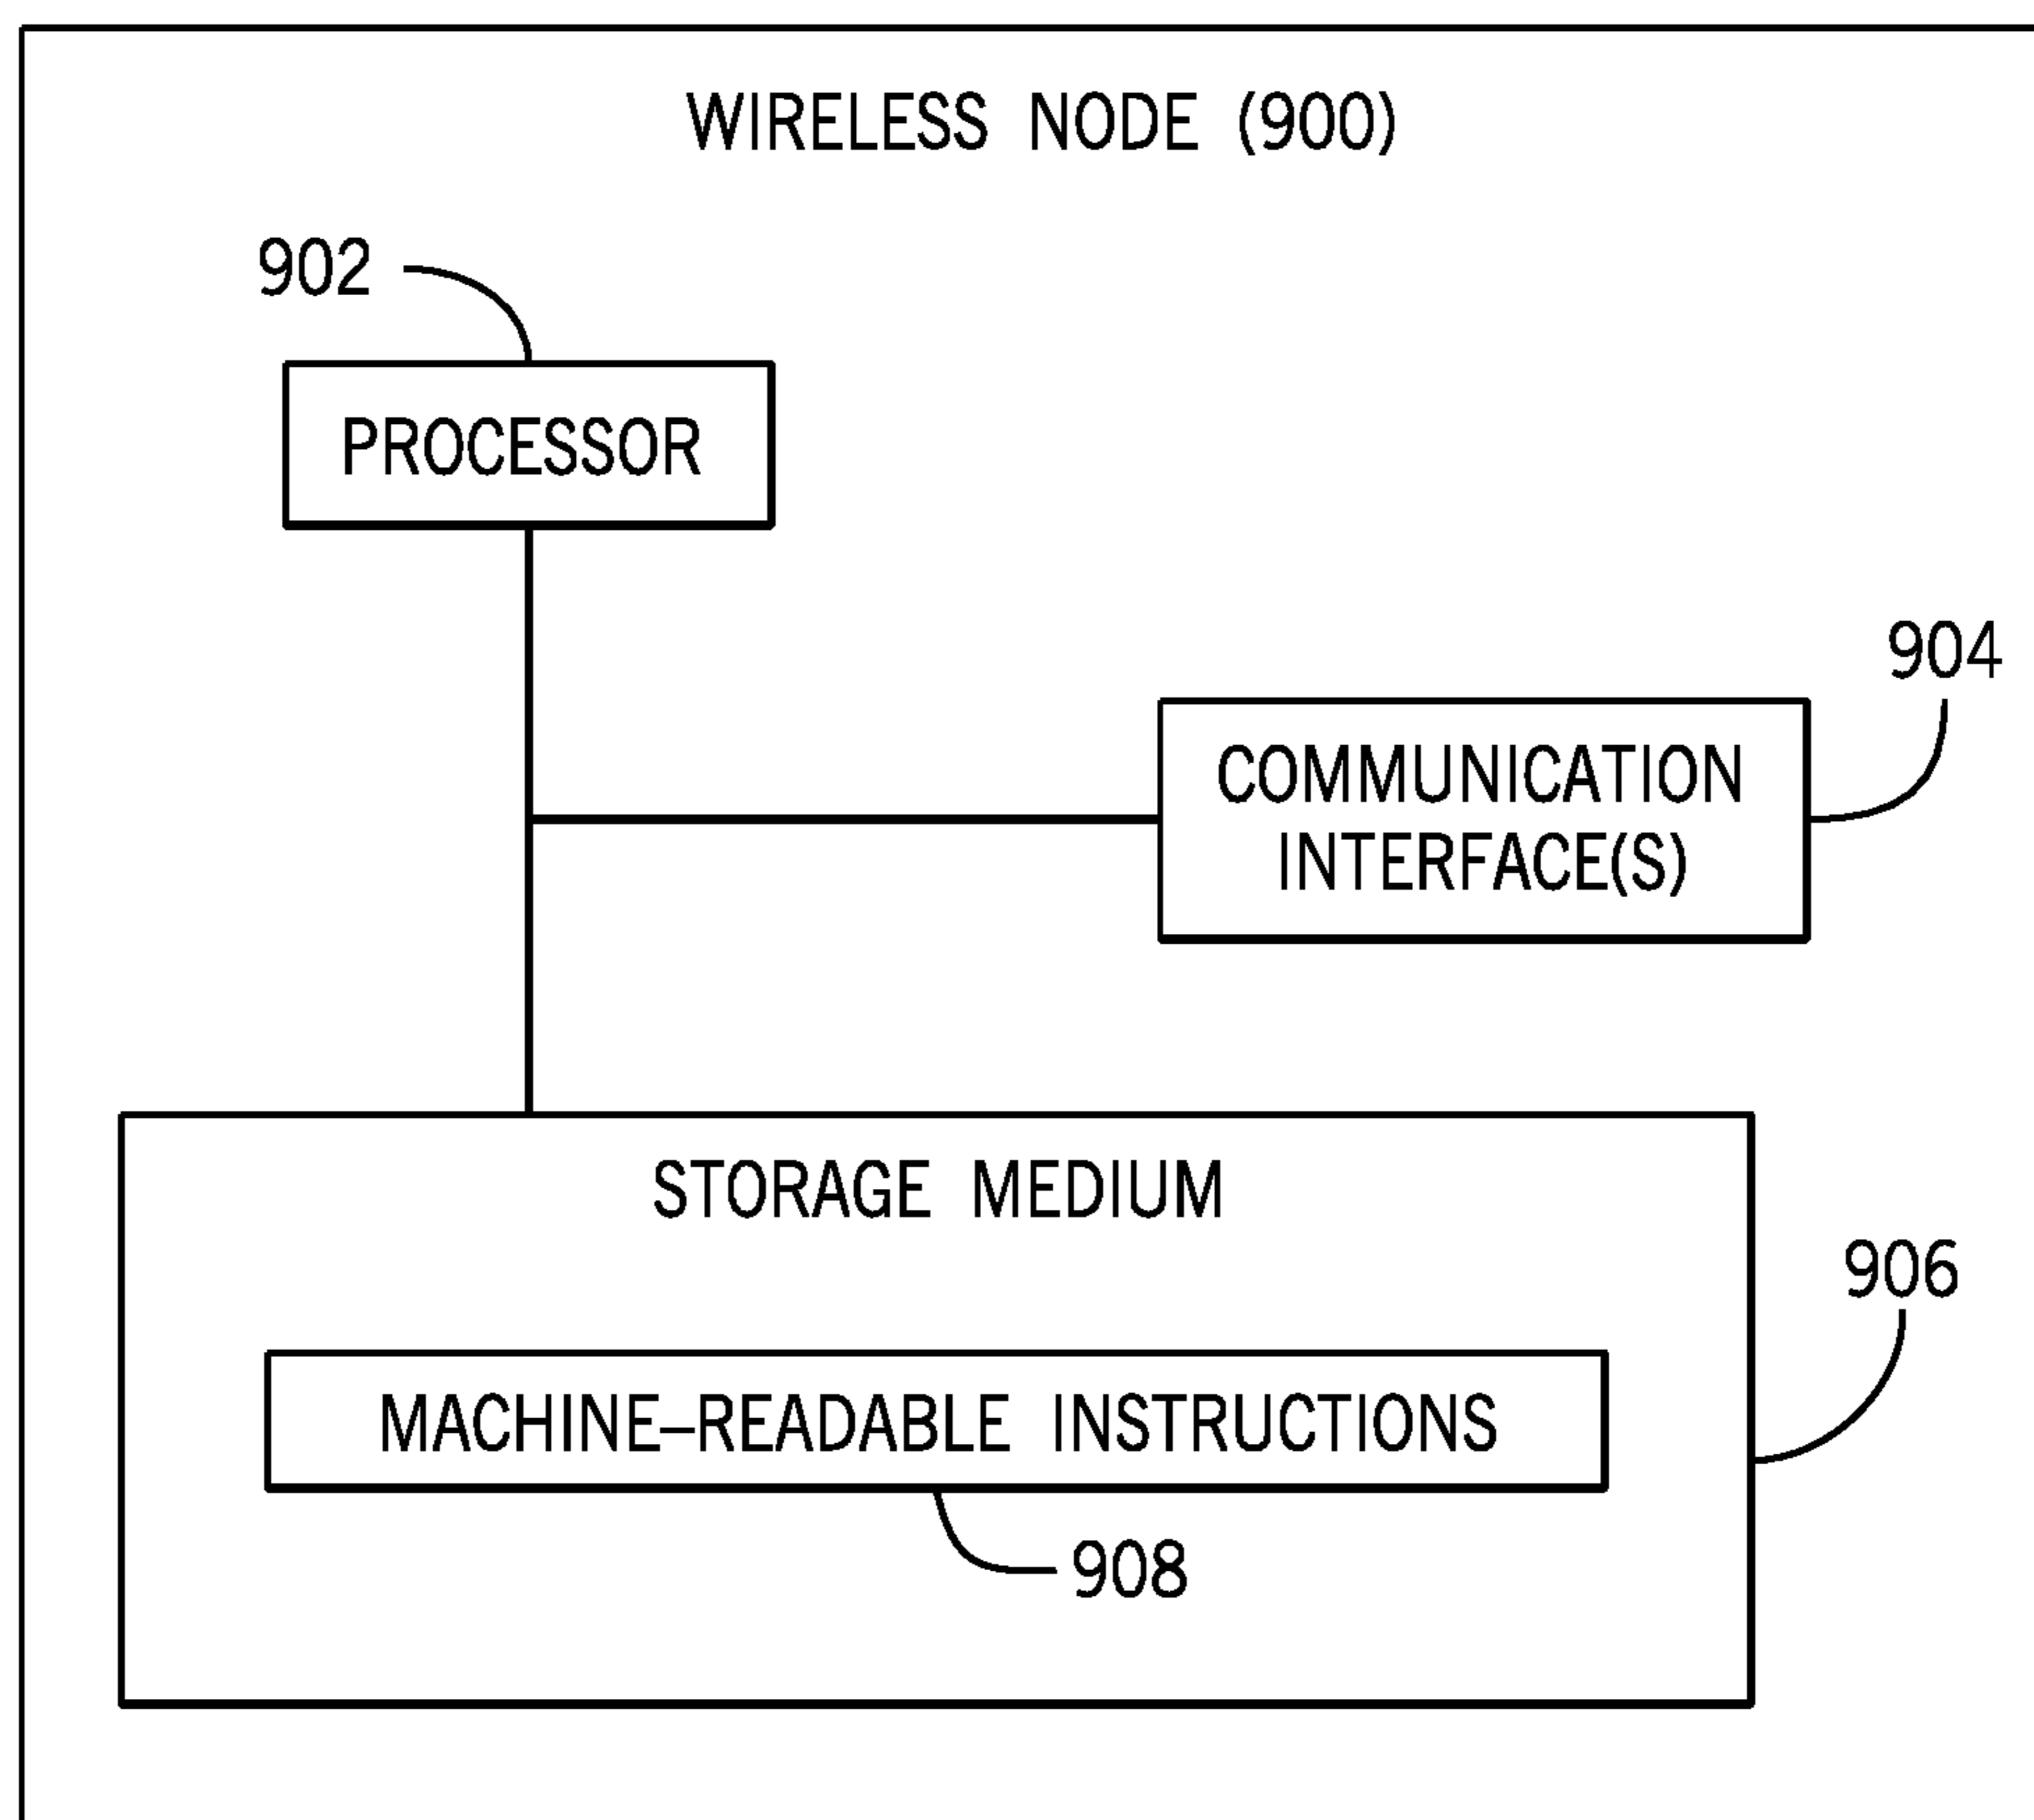 WIRELESS NODE (900)
902
PROCESSOR
904
COMMUNICATION
INTERFACE(S)
STORAGE MEDIUM
906
MACHINE–READABLE INSTRUCTIONS
908